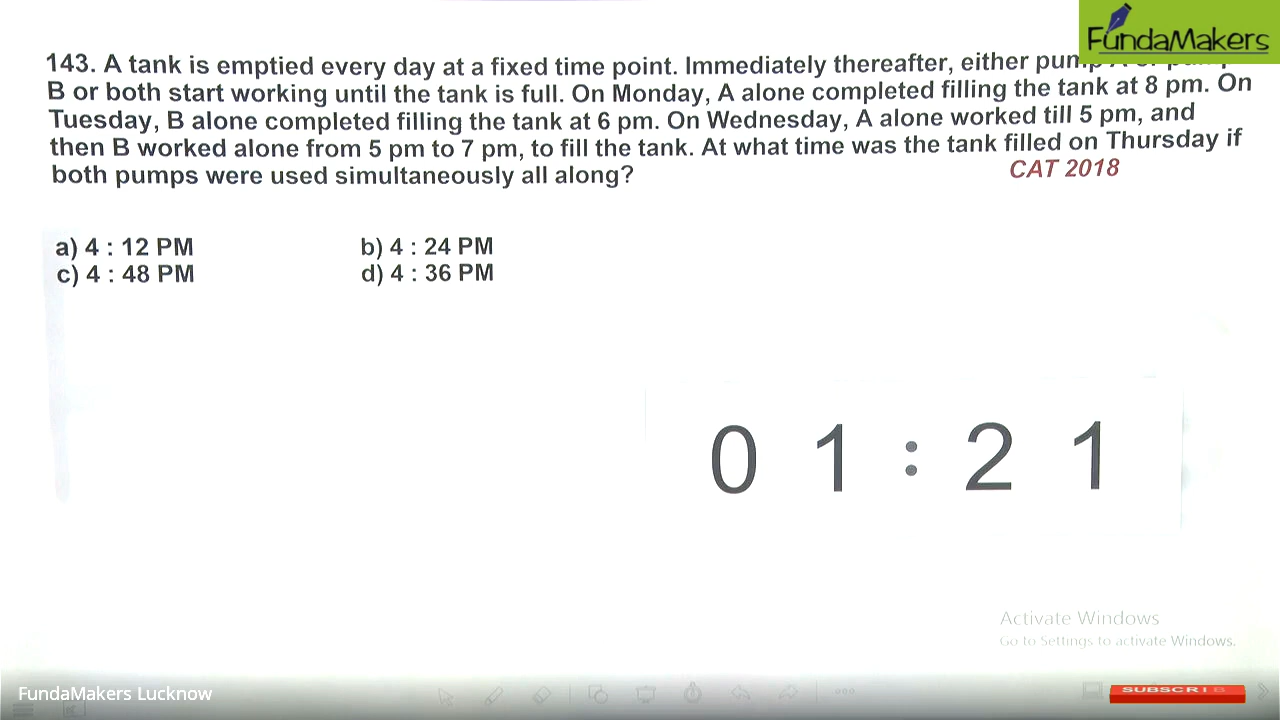 FundaMakers
143. A tank is emptied every day at a fixed time point. Immediately thereafter, either pump A or pump
B or both start working until the tank is full. On Monday, A alone completed filling the tank at 8 pm. On
Tuesday, B alone completed filling the tank at 6 pm. On Wednesday, A alone worked till 5 pm, and
then B worked alone from 5 pm to 7 pm, to fill the tank. At what time was the tank filled on Thursday if
both pumps were used simultaneously all along?
CAT 2018
a) 4 : 12 PM b) 4 : 24 PM
c) 4 : 48 PM d) 4 : 36 PM
01:21
Activate Windows
Go to Settings to activate Windows.
FundaMakers Lucknow
SUBSCRIB